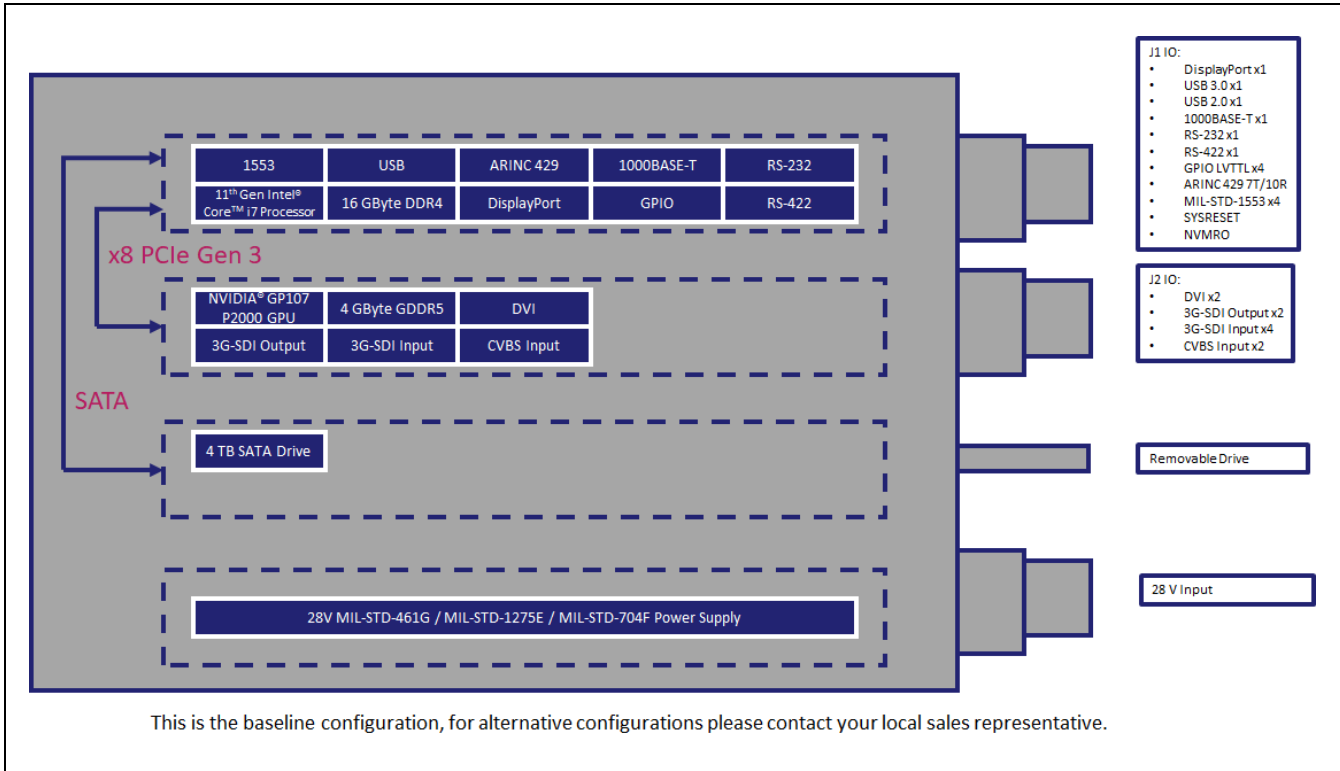 1553
USB
ARINC 429
1000BASE-T
RS-232
11th Gen Intel®
Core™ i7 Processor
16 GByte DDR4
DisplayPort
GPIO
RS-422
x8 PCIe Gen 3
NVIDIA® GP107
P2000 GPU
4 GByte GDDR5
DVI
3G-SDI Output
3G-SDI Input
CVBS Input
SATA
4 TB SATA Drive
28V MIL-STD-461G / MIL-STD-1275E / MIL-STD-704F Power Supply
J1 IO:
• DisplayPort x1
• USB 3.0 x1
• USB 2.0 x1
• 1000BASE-T x1
• RS-232 x1
• RS-422 x1
• GPIO LVTTL x4
• ARINC 429 7T/10R
• MIL-STD-1553 x4
• SYSRESET
• NVMRO
J2 IO:
• DVI x2
• 3G-SDI Output x2
• 3G-SDI Input x4
• CVBS Input x2
Removable Drive
28 V Input
This is the baseline configuration, for alternative configurations please contact your local sales representative.